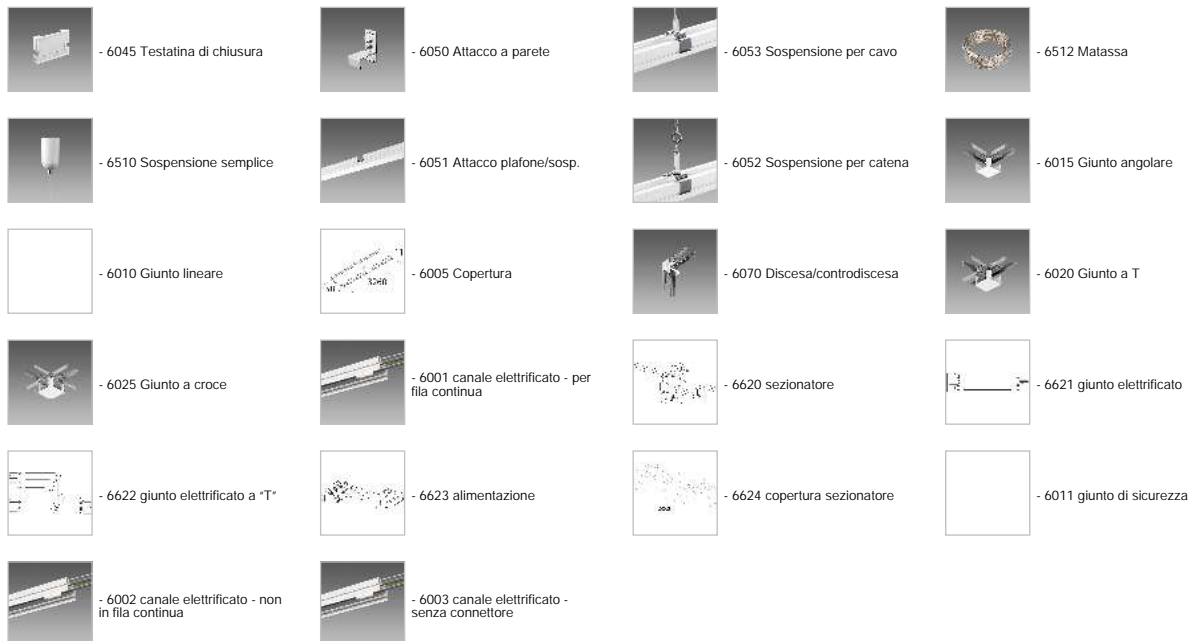 - 6045 Testatina di chiusura
- 6050 Attacco a parete
- 6053 Sospensione per cavo
- 6512 Matassa
- 6510 Sospensione semplice
- 6051 Attacco plafone/sosp.
- 6052 Sospensione per catena
- 6015 Giunto angolare
- 6010 Giunto lineare
- 6005 Copertura
- 6070 Discesa/controdiscesa
- 6020 Giunto a T
- 6025 Giunto a croce
- 6001 canale elettrificato - per
fila continua
- 6620 sezionatore
- 6621 giunto elettrificato
- 6622 giunto elettrificato a "T"
- 6623 alimentazione
- 6624 copertura sezionatore
- 6011 giunto di sicurezza
- 6002 canale elettrificato - non
in fila continua
- 6003 canale elettrificato -
senza connettore